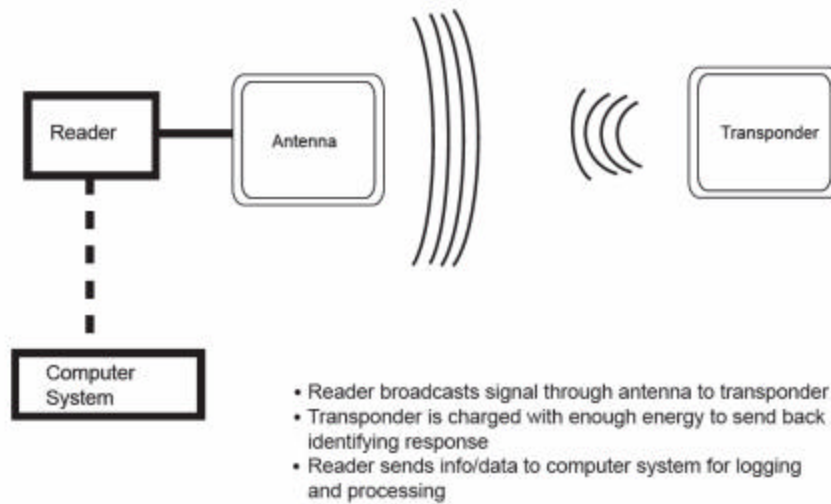 Reader
Antenna
Transponder
Computer
System
• Reader broadcasts signal through antenna to transponder
• Transponder is charged with enough energy to send back
identifying response
• Reader sends info/data to computer system for logging
and processing